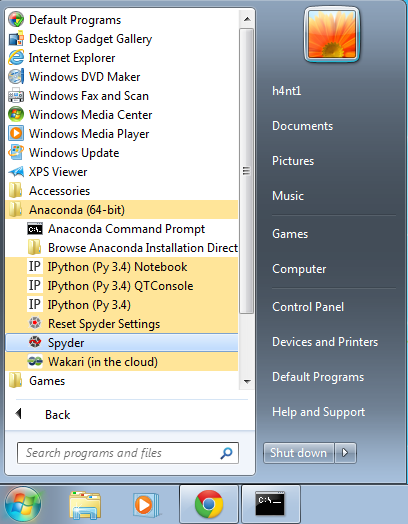 Default Programs
Desktop Gadget Gallery
Internet Explorer
Windows DVD Maker
Windows Fax and Scan
Windows Media Center
Windows Media Player
Windows Update
XPS Viewer
Accessories
Anaconda (64-bit)
C:\.
Anaconda Command Prompt
Browse Anaconda Installation Direct
IP IPython (Py 3.4) Notebook
IP IPython (Py 3.4) QTConsole
IP IPython (Py 3.4)
Reset Spyder Settings
Spyder
Wakari (in the cloud)
Games
Back
Search programs and files
h4nt1
Documents
Pictures
Music
Games
Computer
Control Panel
Devices and Printers
Default Programs
Help and Support
Shut down
C:\.